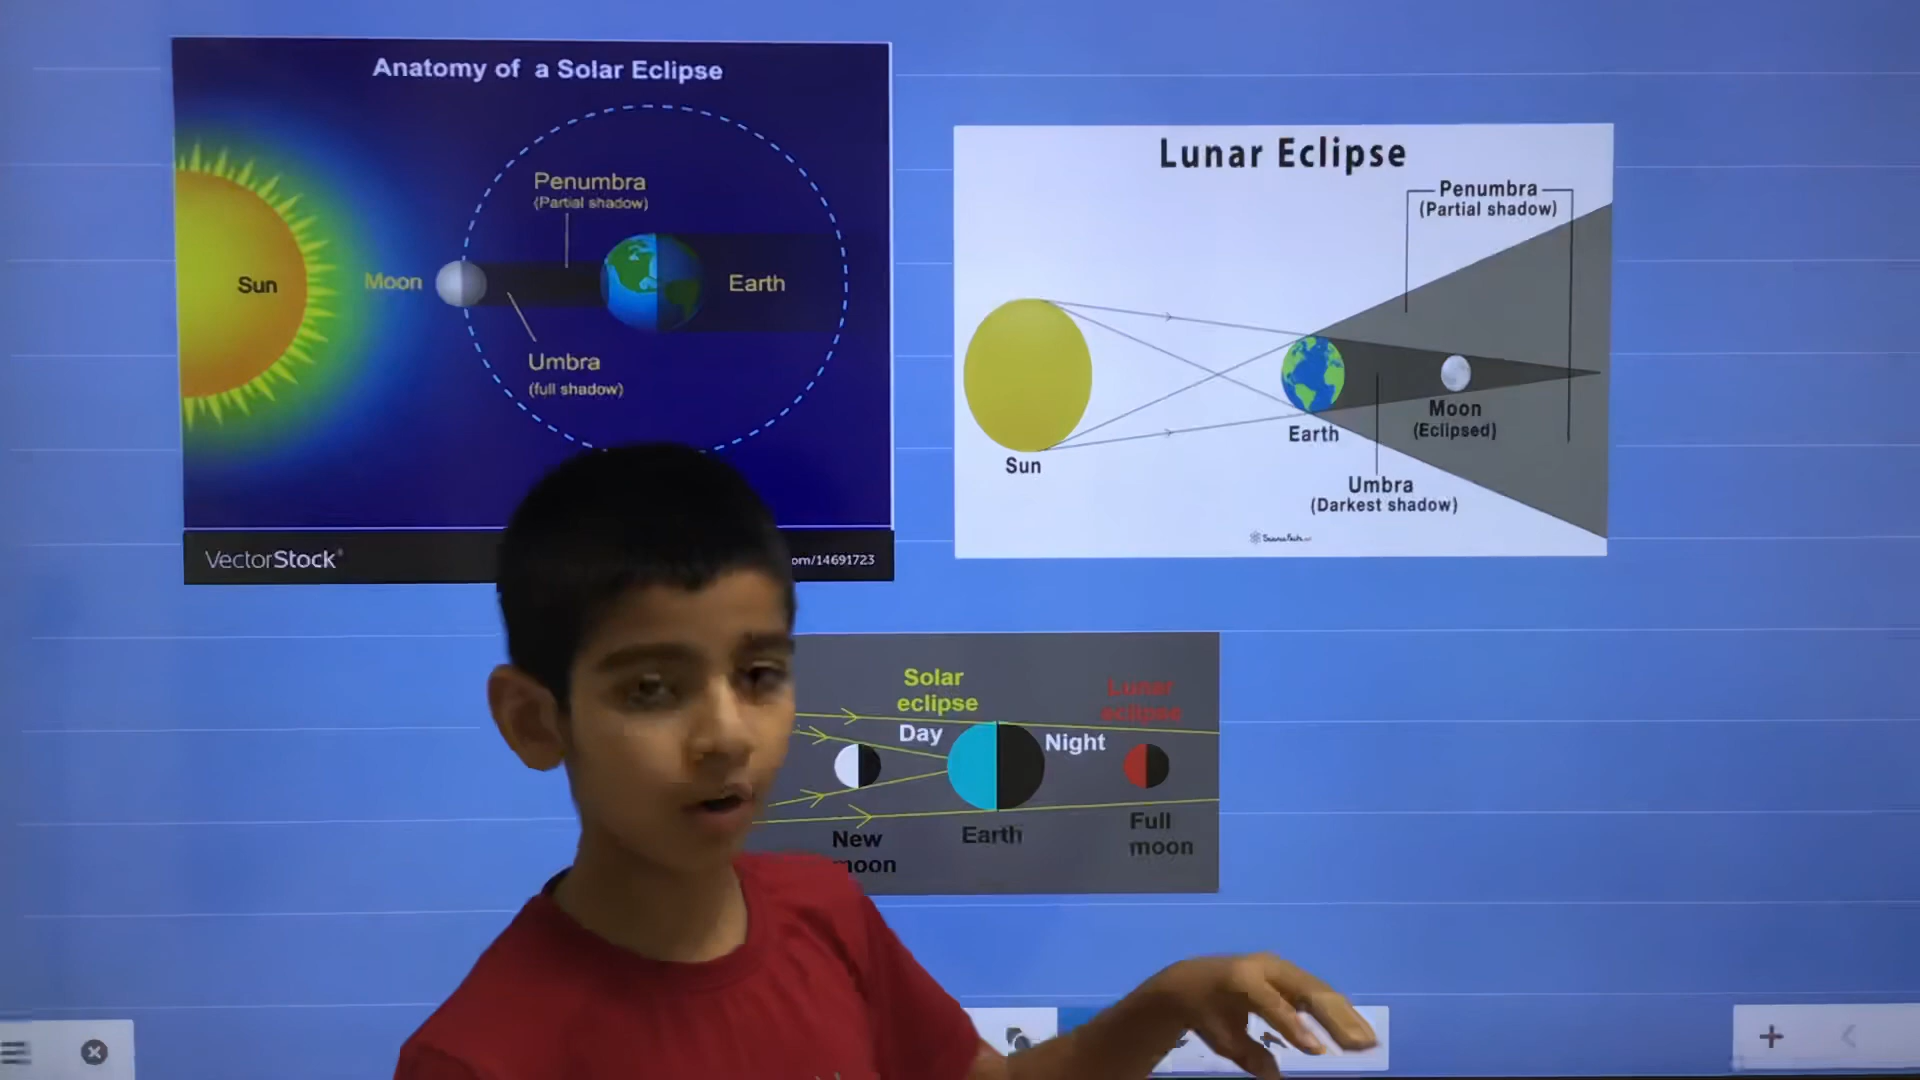 Anatomy of a Solar Eclipse
Penumbra
(Partial shadow)
Sun
Moon
Earth
Umbra
(full shadow)
VectorStock®
om/14691723
Lunar Eclipse
Penumbra
(Partial shadow)
Sun
Earth
Moon
(Eclipsed)
Umbra
(Darkest shadow)
Solar
eclipse
Lunar
eclipse
Day
Night
New
moon
Earth
Full
moon